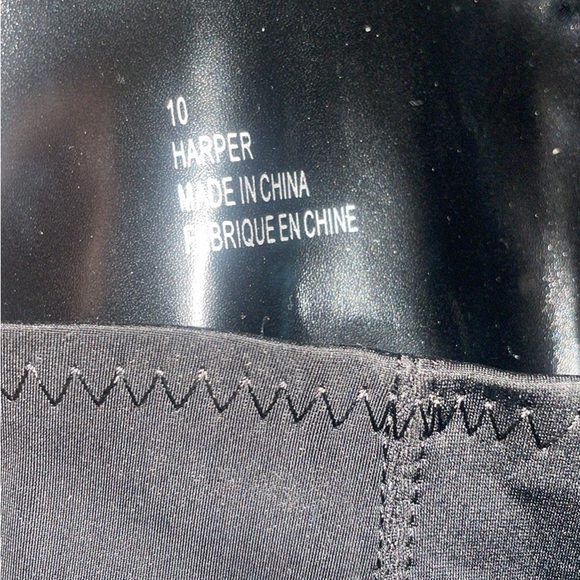 10
HARPER
MADE IN CHINA
FABRIQUE EN CHINE